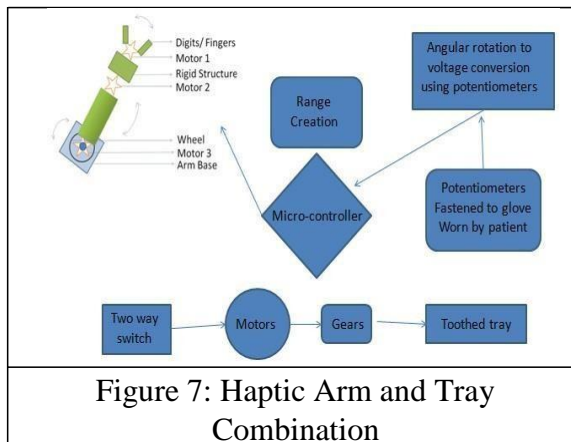 Digits/ Fingers
Motor 1
Rigid Structure
Motor 2
Wheel
Motor 3
Arm Base
Range
Creation
Angular rotation to
voltage conversion
using potentiometers
Micro-controller
Potentiometers
Fastened to glove
Worn by patient
Two way
switch
Motors
Gears
Toothed tray
Figure 7: Haptic Arm and Tray
Combination